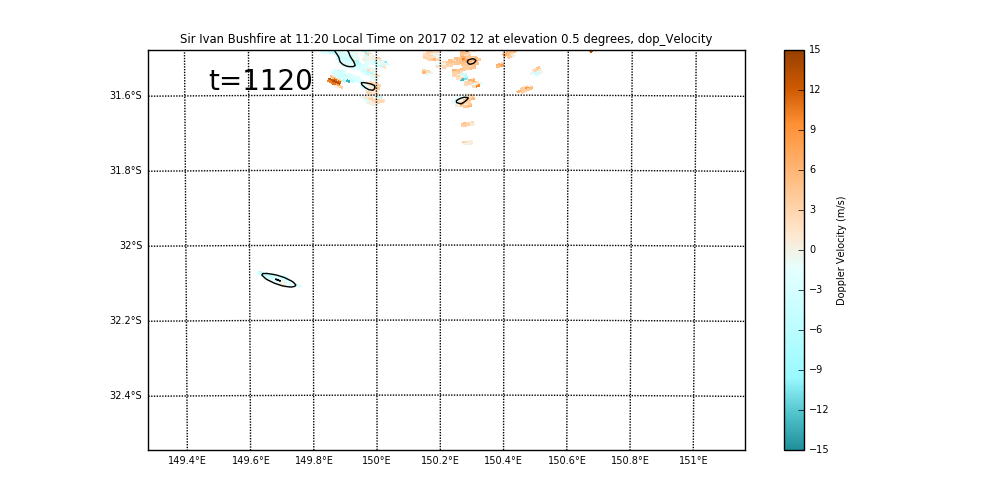 Sir Ivan Bushfire at 11:20 Local Time on 2017 02 12 at elevation 0.5 degrees, dop_Velocity
t=1120
31.6°S
31.8°S
32°S
32.2°S
32.4°S
149.4°E 149.6°E 149.8°E 150°E 150.2°E 150.4°E 150.6°E 150.8°E 151°E
15
12
9
6
3
0
−3
−6
−9
−12
−15
Doppler Velocity (m/s)